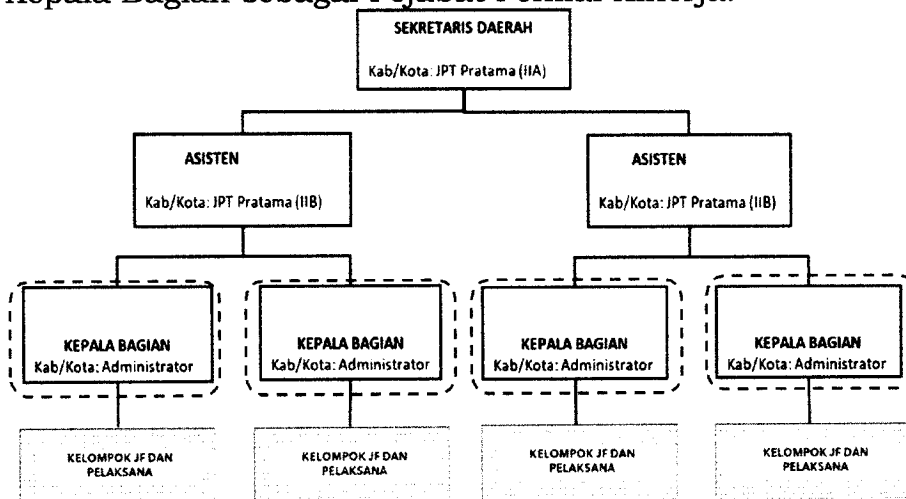 Kepala Bagian sebagai Pejabat Penilai Kinerja.
SEKRETARIS DAERAH
Kab/Kota: JPT Pratama (IIA)
ASISTEN
Kab/Kota: JPT Pratama (IIB)
ASISTEN
Kab/Kota: JPT Pratama (IIB)
KEPALA BAGIAN
Kab/Kota: Administrator
KEPALA BAGIAN
Kab/Kota: Administrator
KEPALA BAGIAN
Kab/Kota: Administrator
KEPALA BAGIAN
Kab/Kota: Administrator
KELOMPOK JF DAN
PELAKSANA
KELOMPOK JF DAN
PELAKSANA
KELOMPOK JF DAN
PELAKSANA
KELOMPOK JF DAN
PELAKSANA